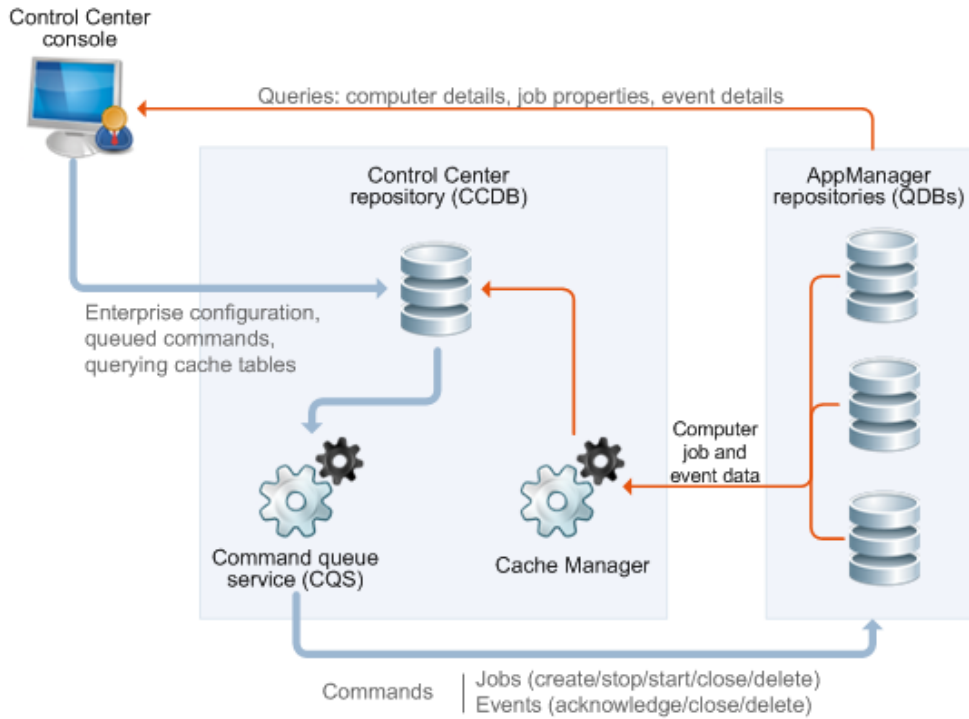 Control Center
console
Queries: computer details, job properties, event details
Control Center
repository (CCDB)
AppManager
repositories (QDBs)
Enterprise configuration,
queued commands,
querying cache tables
Computer
job and
event data
Command queue
service (CQS)
Cache Manager
Commands
Jobs (create/stop/start/close/delete)
Events (acknowledge/close/delete)